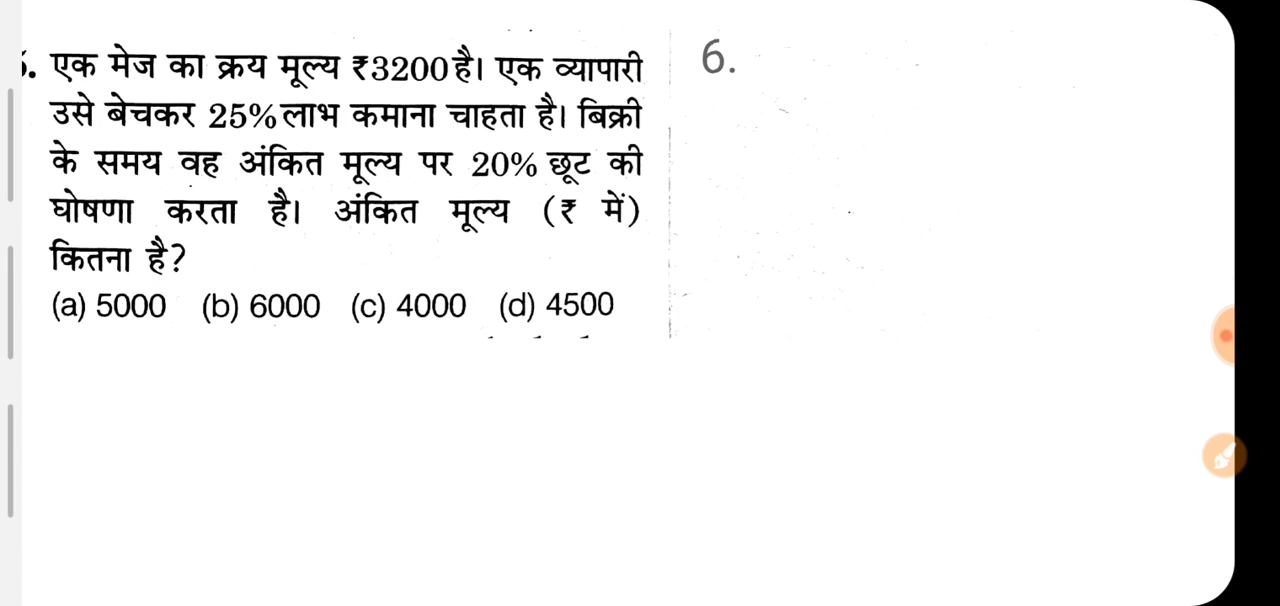 एक मेज का क्रय मूल्य ₹3200 है। एक व्यापारी
उसे बेचकर 25% लाभ कमाना चाहता है। बिक्री
के समय वह अंकित मूल्य पर 20% छूट की
घोषणा करता है। अंकित मूल्य (₹ में)
कितना है?
(a) 5000 (b) 6000 (c) 4000 (d) 4500
6.